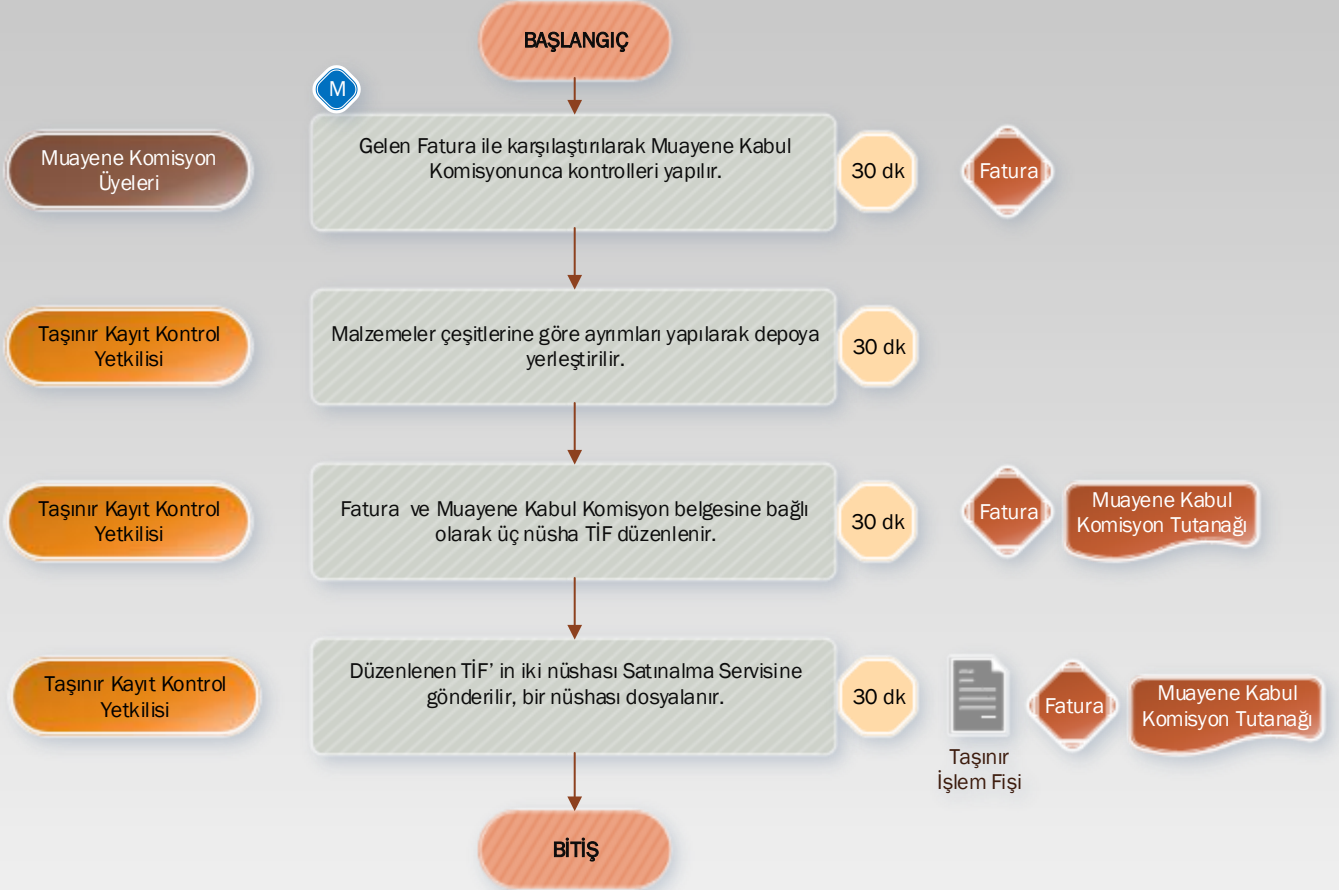 BAŞLANGIÇ
M
Muayene Komisyon
Üyeleri
Gelen Fatura ile karşılaştırılarak Muayene Kabul
Komisyonunca kontrolleri yapılır.
30 dk
Fatura
Taşınır Kayıt Kontrol
Yetkilisi
Malzemeler çeşitlerine göre ayrımları yapılarak depoya
yerleştirilir.
30 dk
Taşınır Kayıt Kontrol
Yetkilisi
Fatura ve Muayene Kabul Komisyon belgesine bağlı
olarak üç nüsha TİF düzenlenir.
30 dk
Fatura
Muayene Kabul
Komisyon Tutanağı
Taşınır Kayıt Kontrol
Yetkilisi
Düzenlenen TİF’ in iki nüshası Satınalma Servisine
gönderilir, bir nüshası dosyalanır.
30 dk
Taşınır
İşlem Fişi
Fatura
Muayene Kabul
Komisyon Tutanağı
BİTİŞ